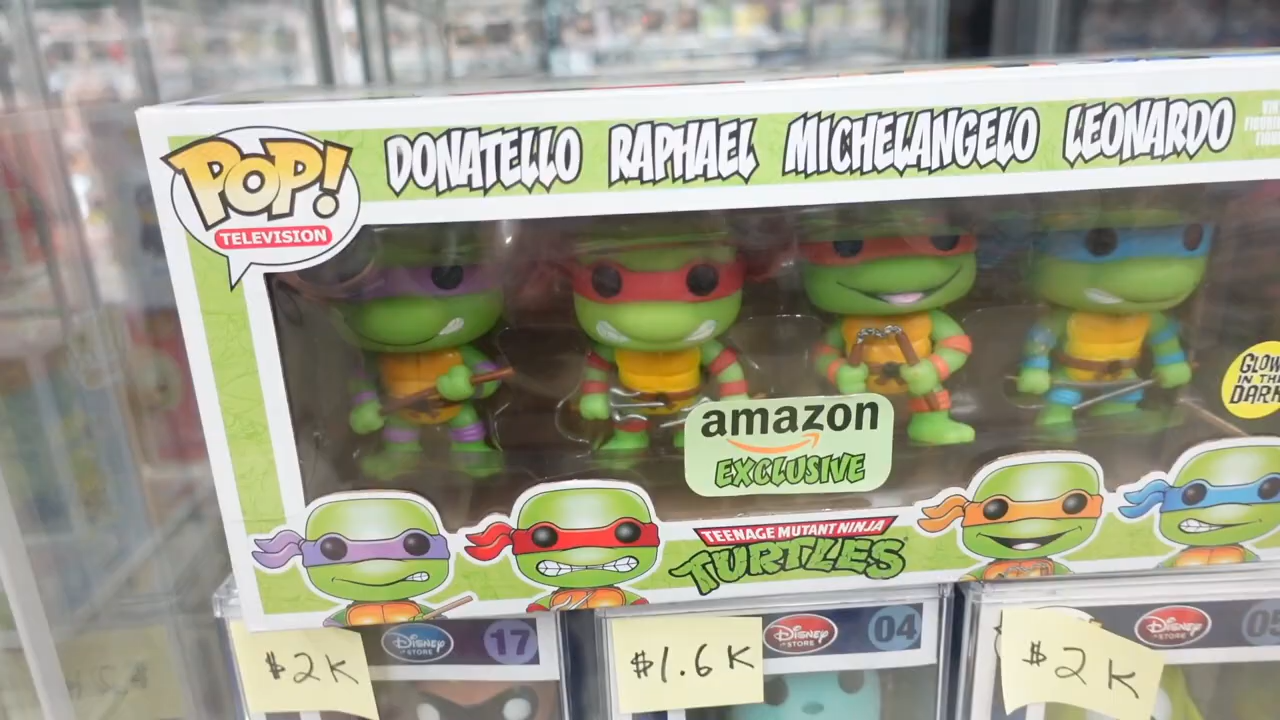 DONATELLO RAPHAEL MICHELANGELO LEONARDO
POP!
TELEVISION
GLOW
IN THE
DARK
amazon
EXCLUSIVE
TEENAGE MUTANT NINJA
TURTLES
$2K
DISNEY
STORE
17
$1.6K
DISNEY
STORE
04
$2K
DISNEY
STORE
05